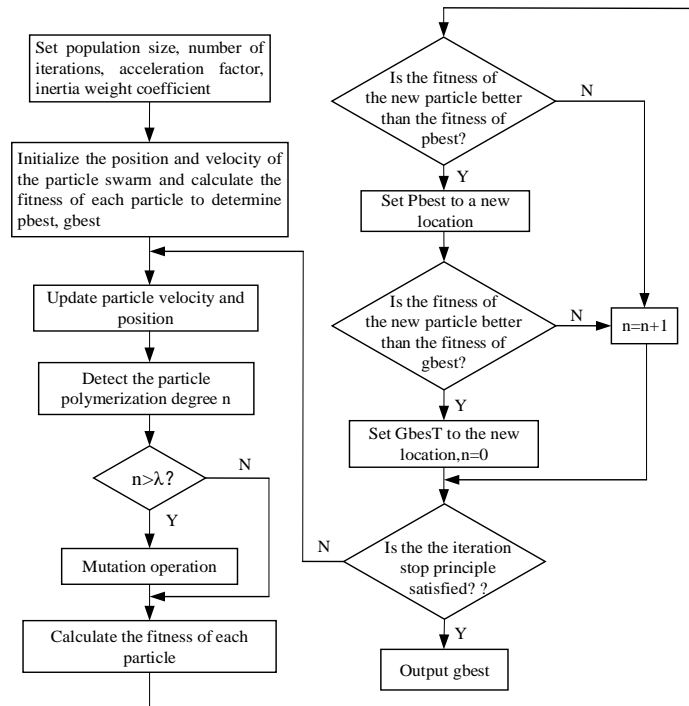 Set population size, number of
iterations, acceleration factor,
inertia weight coefficient
Initialize the position and velocity of
the particle swarm and calculate the
fitness of each particle to determine
pbest, gbest
Update particle velocity and
position
Detect the particle
polymerization degree n
n>λ?
N
Y
Mutation operation
Calculate the fitness of each
particle
Is the fitness of
the new particle better
than the fitness of
pbest?
N
Y
Set Pbest to a new
location
Is the fitness of
the new particle better
than the fitness of
gbest?
N
n=n+1
Y
Set GbesT to the new
location,n=0
Is the the iteration
stop principle
satisfied? ?
N
Y
Output gbest